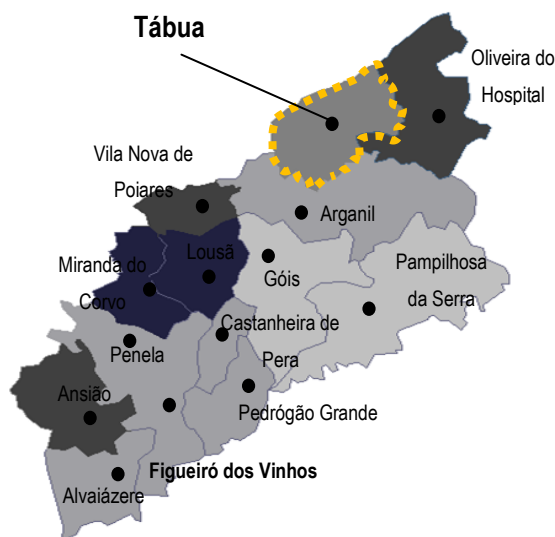 Tábua
Oliveira do
Hospital
Vila Nova de
Poiares
Arganil
Lousã
Miranda do
Corvo
Góis
Pampilhosa
da Serra
Castanheira de
Pera
Penela
Ansião
Pedrógão Grande
Figueiró dos Vinhos
Alvaiázere